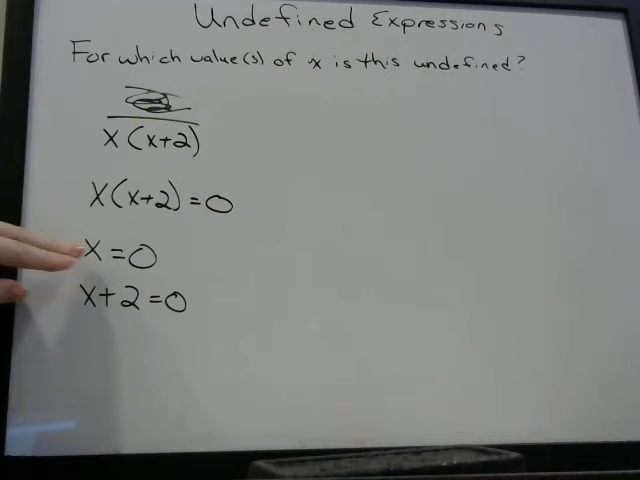 Undefined Expressions
For which value(s) of x is this undefined?
x(x+2)
x(x+2)=0
x=0
x+2=0